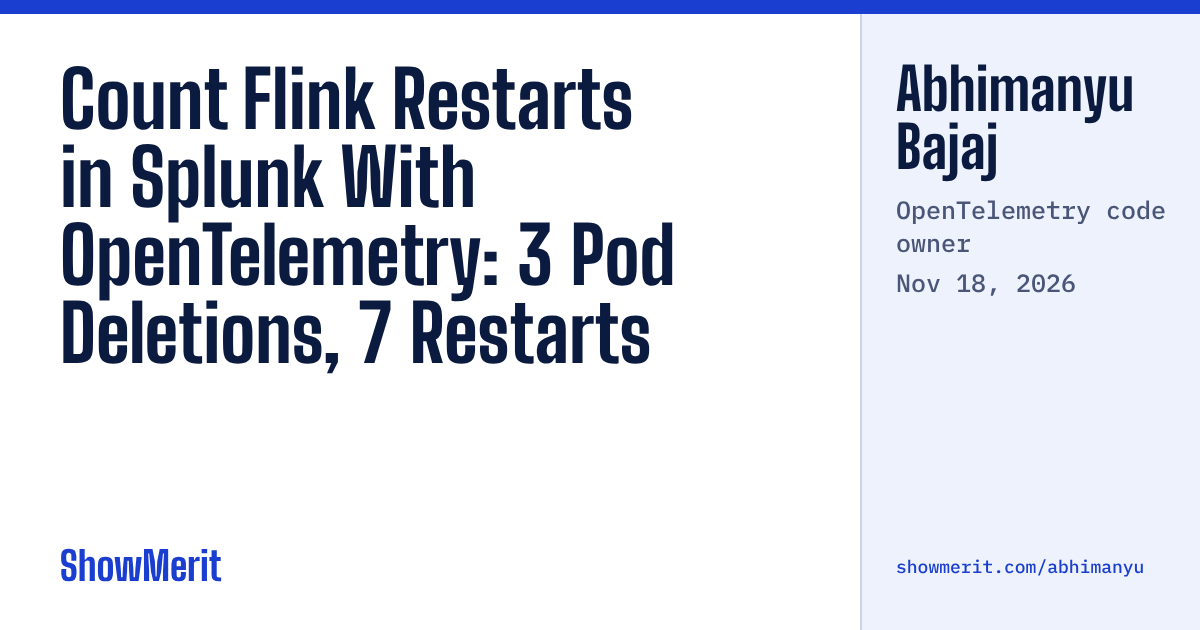 Count Flink Restarts
in Splunk With
OpenTelemetry: 3 Pod
Deletions, 7 Restarts
ShowMerit
Abhimanyu
Bajaj
OpenTelemetry code
owner
Nov 18, 2026
showmerit.com/abhimanyu